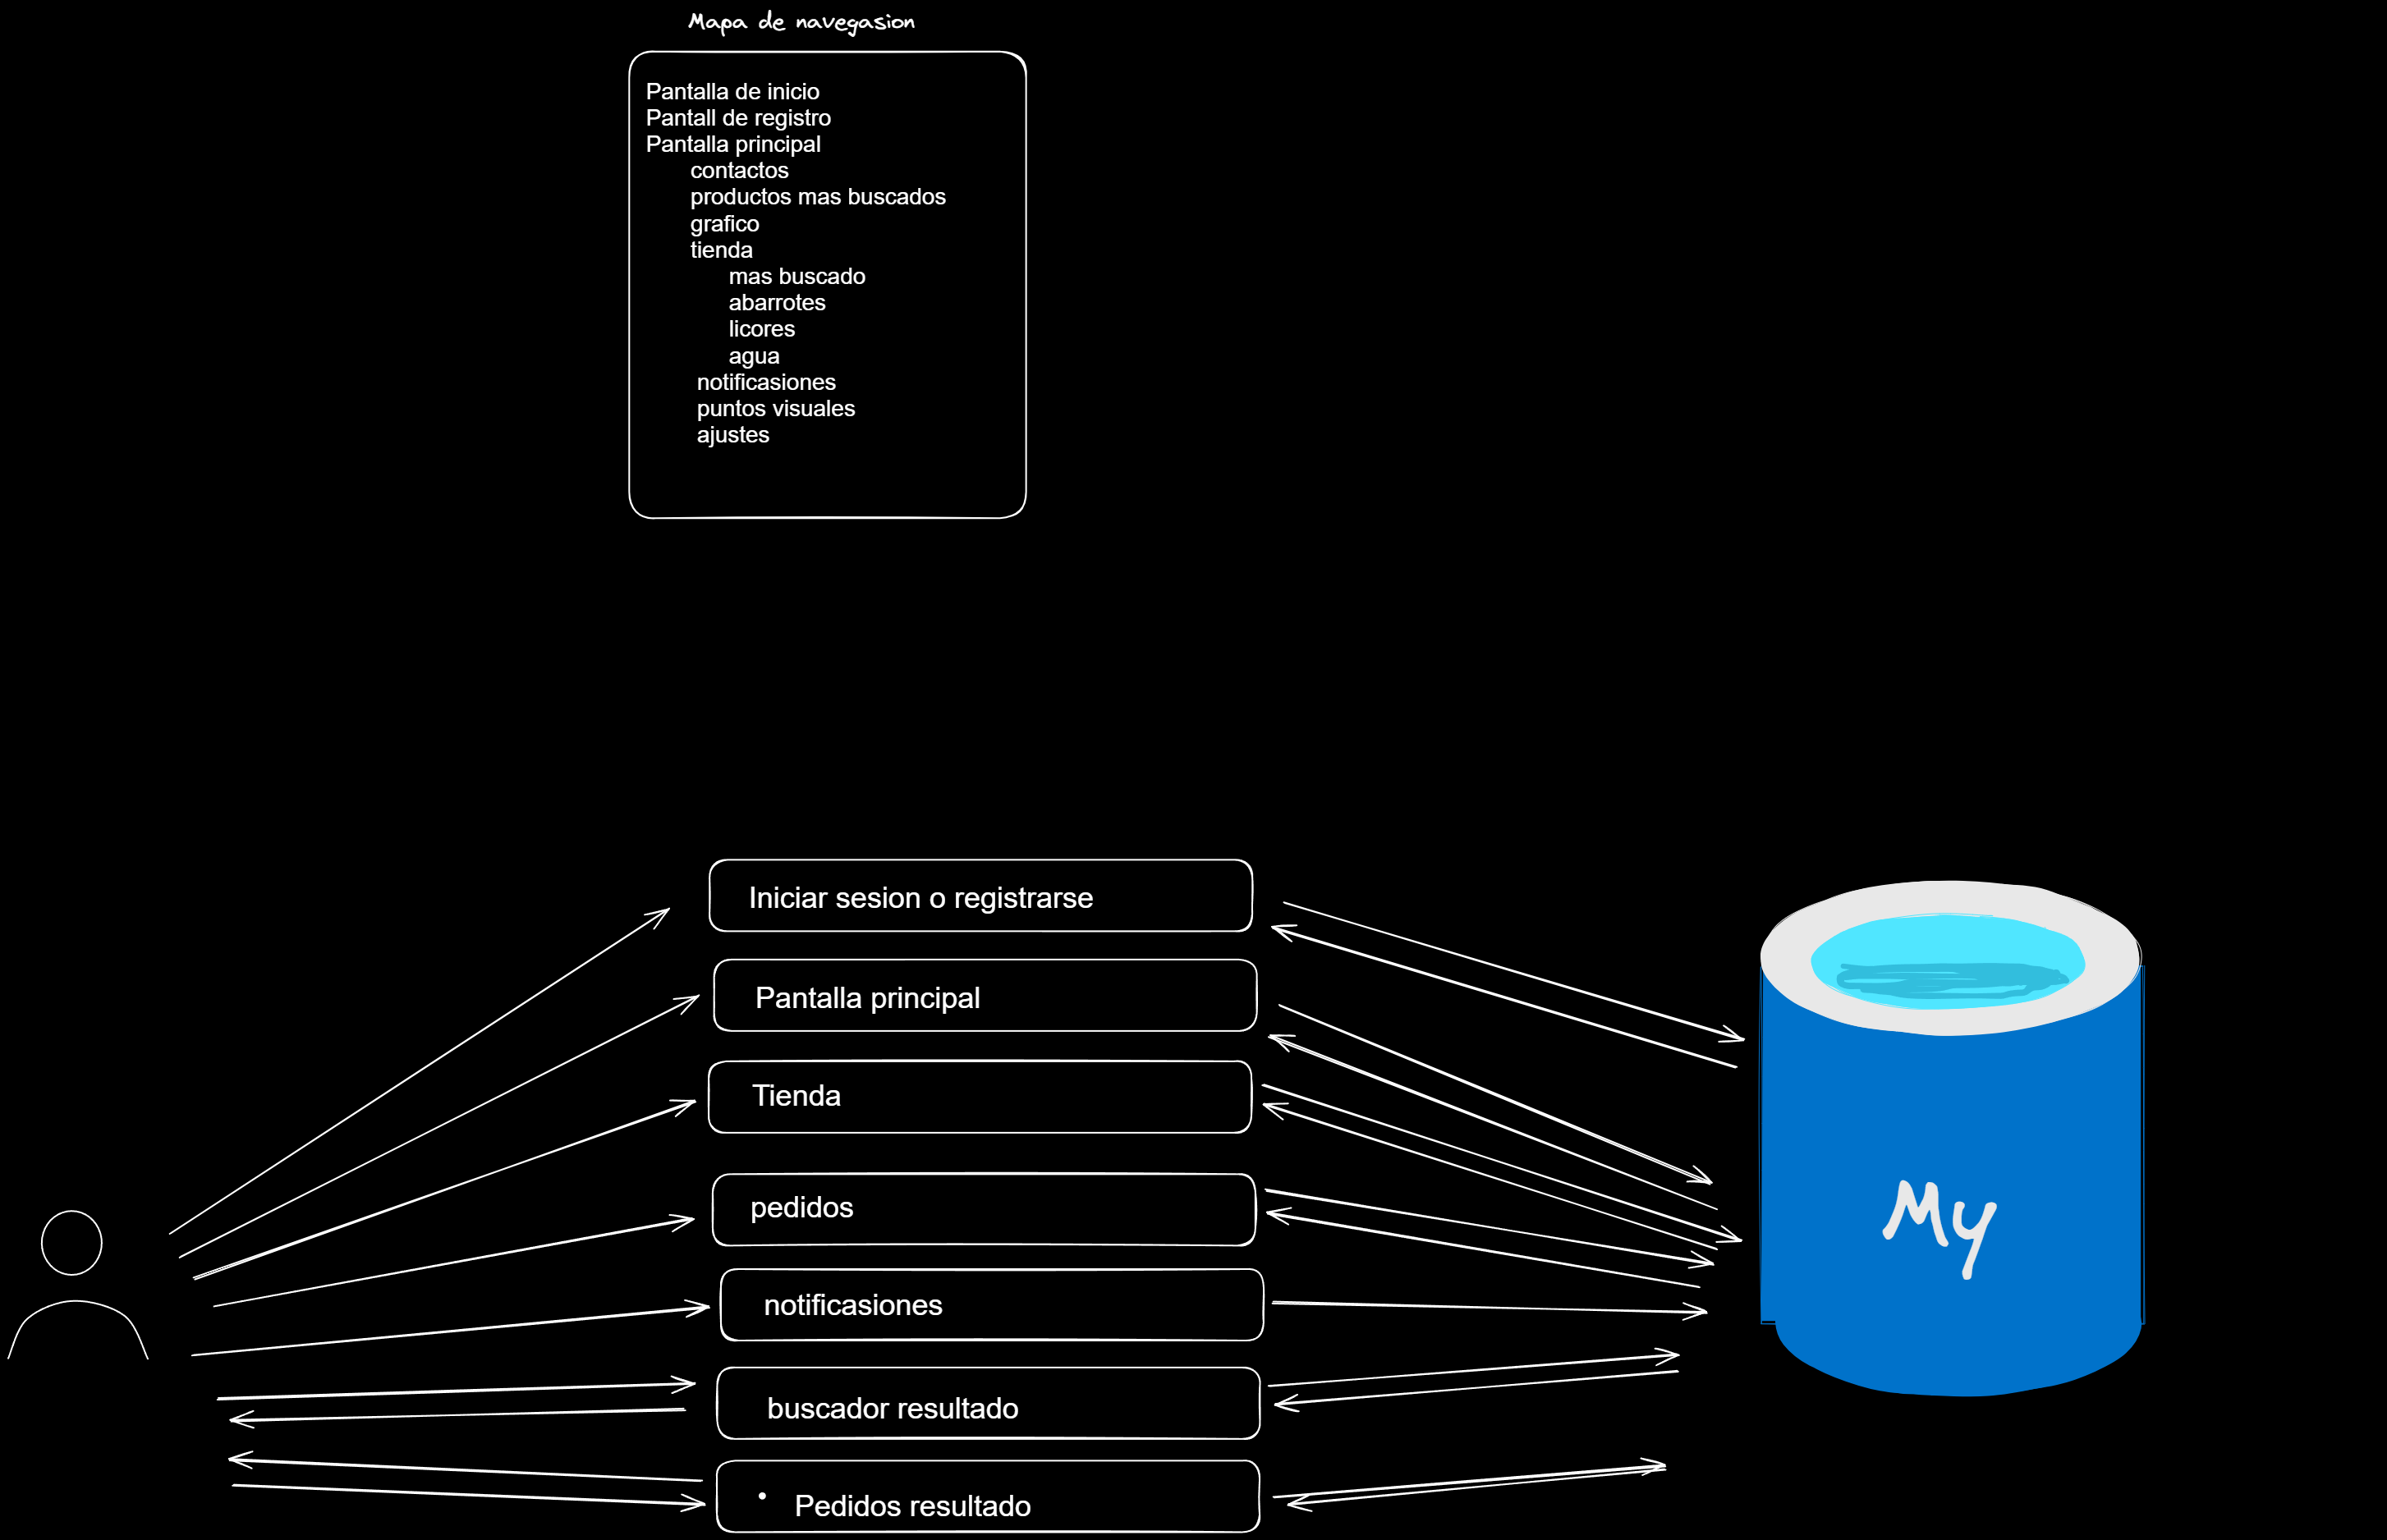 Mapa de navegasion
Pantalla de inicio
Pantall de registro
Pantalla principal
contactos
productos mas buscados
grafico
tienda
mas buscado
abarrotes
licores
agua
notificasiones
puntos visuales
ajustes
Iniciar sesion o registrarse
Pantalla principal
Tienda
pedidos
notificasiones
buscador resultado
• Pedidos resultado
My